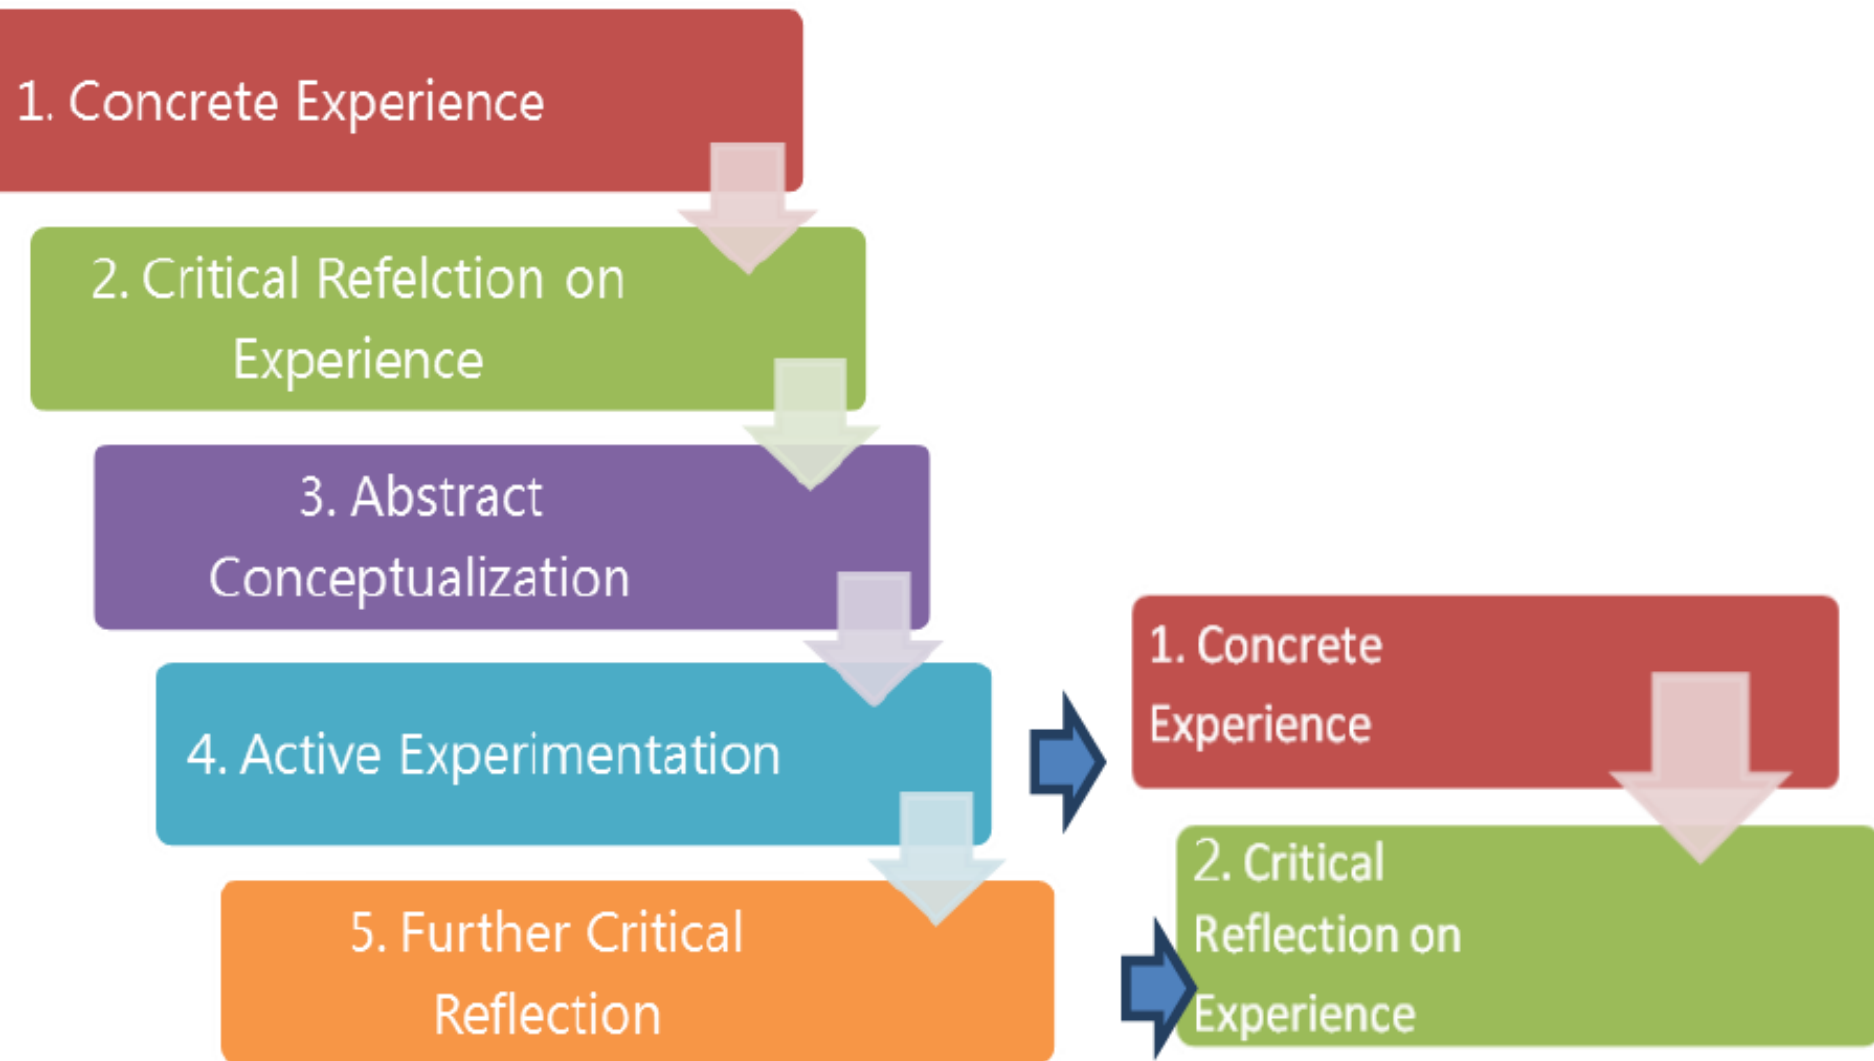 1. Concrete Experience
2. Critical Refelction on
Experience
3. Abstract
Conceptualization
4. Active Experimentation
5. Further Critical
Reflection
1. Concrete
Experience
2. Critical
Reflection on
Experience